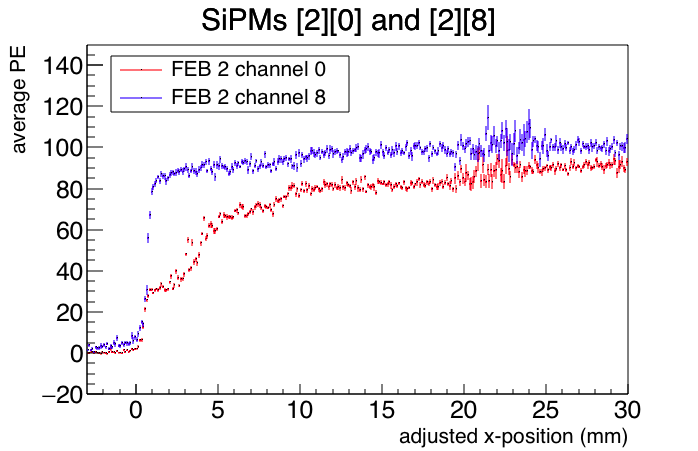 SiPMs [2][0] and [2][8]
average PE
140
120
100
80
60
40
20
0
−20
FEB 2 channel 0
FEB 2 channel 8
0 5 10 15 20 25 30
adjusted x-position (mm)